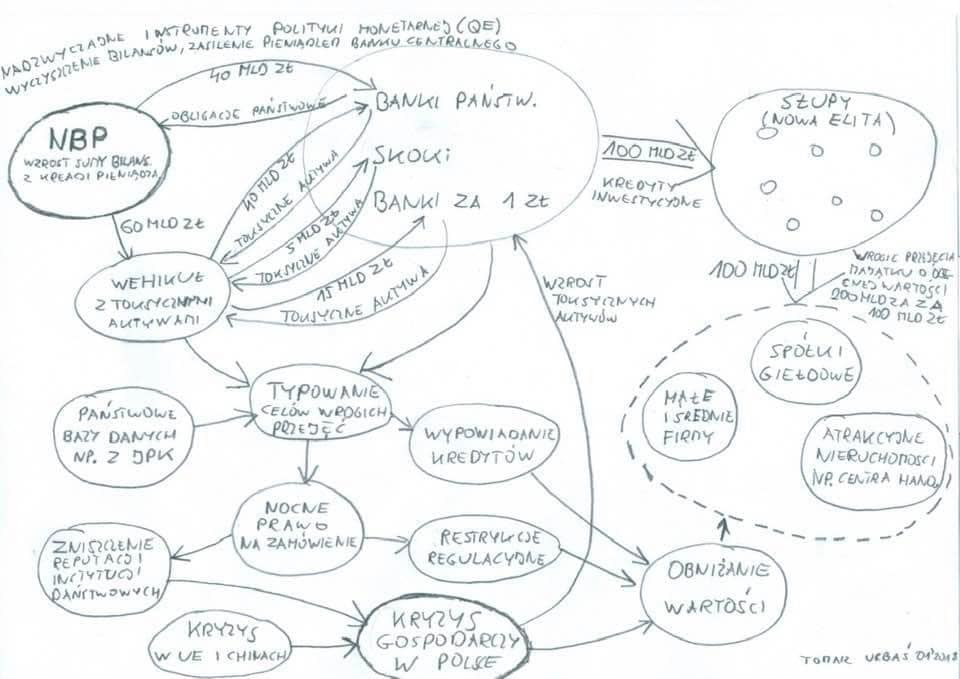 NADZWYCZAJNE INSTRUMENTY POLITYKI MONETARNEJ (QE)
WYCZYSZCZENIE BILANSÓW, ZASILENIE PIENIĄDZEM BANKU CENTRALNEGO
40 MLD ZŁ
OBLIGACJE PAŃSTWOWE
NBP
WZROST SUMY BILANS.
Z KREACJI PIENIĄDZA
BANKI PAŃSTW.
SKOKI
BANKI ZA 1 ZŁ
100 MLD ZŁ
KREDYTY
INWESTYCYJNE
SŁUPY
(NOWA ELITA)
60 MLD ZŁ
40 MLD ZŁ
TOKSYCZNE AKTYWA
5 MLD ZŁ
TOKSYCZNE AKTYWA
15 MLD ZŁ
TOKSYCZNE AKTYWA
WEHIKUŁ
Z TOKSYCZNYMI
AKTYWAMI
WZROST
TOKSYCZNYCH
AKTYWÓW
100 MLD ZŁ
WROGIE PRZEJĘCIA
MAJĄTKU O OBE-
CNEJ WARTOŚCI
200 MLD ZA ZA
100 MLD ZŁ
SPÓŁKI
GIEŁDOWE
MAŁE
I ŚREDNIE
FIRMY
ATRAKCYJNE
NIERUCHOMOŚCI
NP. CENTRA HAND.
TYPOWANIE
CELÓW WROGICH
PRZEJĘĆ
PAŃSTWOWE
BAZY DANYCH
NP. Z JPK
WYPOWIADANIE
KREDYTÓW
NOCNE
PRAWO
NA ZAMÓWIENIE
RESTRYKCJE
REGULACYJNE
ZNISZCZENIE
REPUTACJI
INSTYTUCJI
PAŃSTWOWYCH
OBNIŻANIE
WARTOŚCI
KRYZYS
W UE I CHINACH
KRYZYS
GOSPODARCZY
W POLSCE
TOMASZ URBAŚ 01'2018